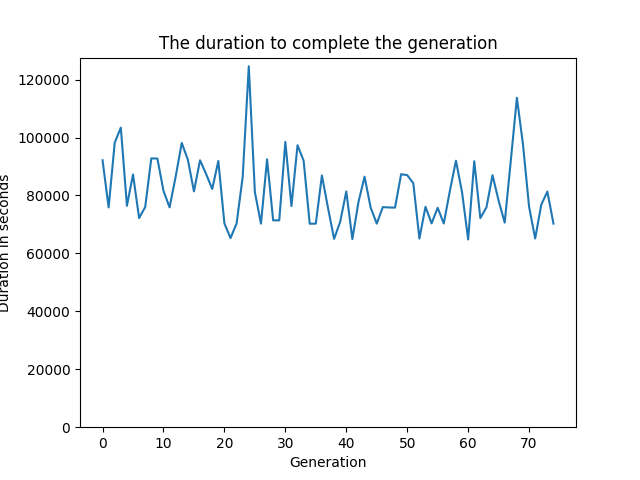 The duration to complete the generation
120000
100000
80000
60000
40000
20000
0
Duration in seconds
0 10 20 30 40 50 60 70
Generation